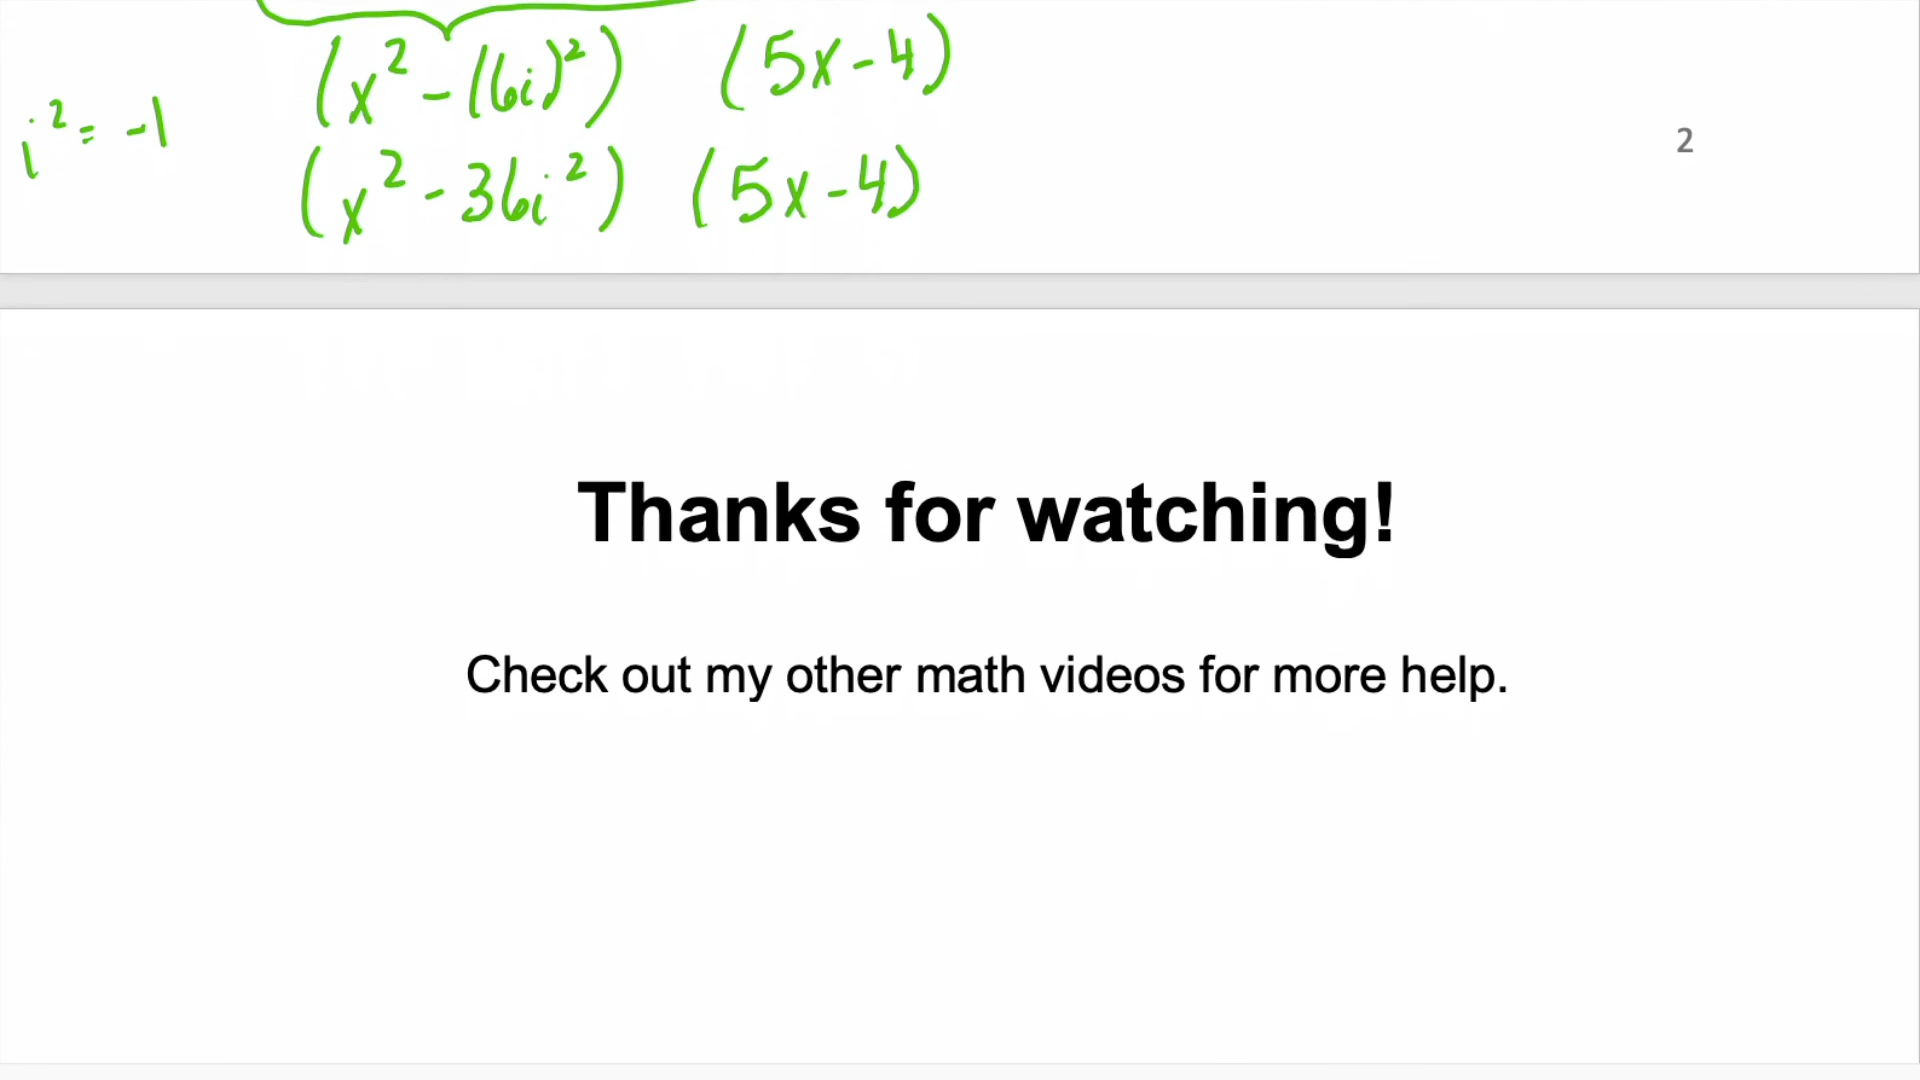 (x² - (6i)²) (5x-4)
i² = -1
2
(x² - 36i²) (5x-4)
Thanks for watching!
Check out my other math videos for more help.